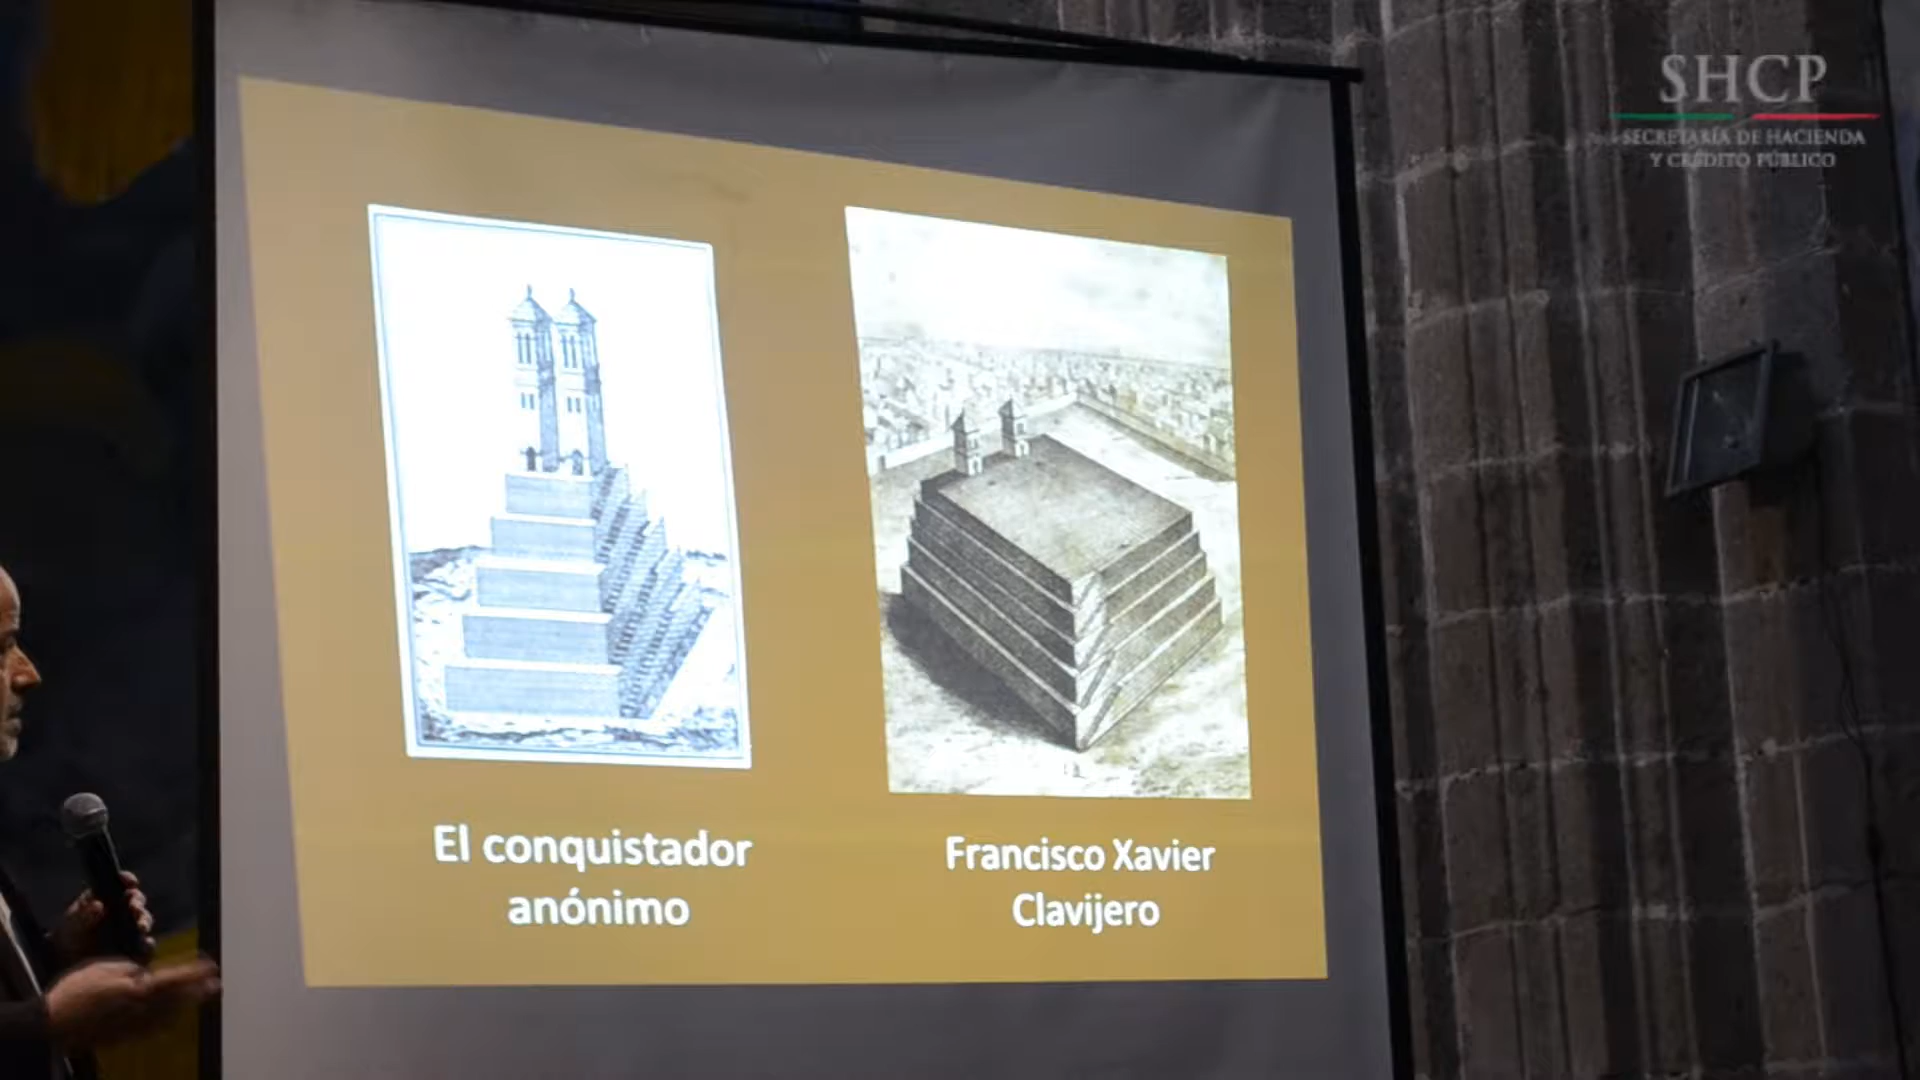 SHCP
SECRETARÍA DE HACIENDA
Y CRÉDITO PÚBLICO
El conquistador
anónimo
Francisco Xavier
Clavijero